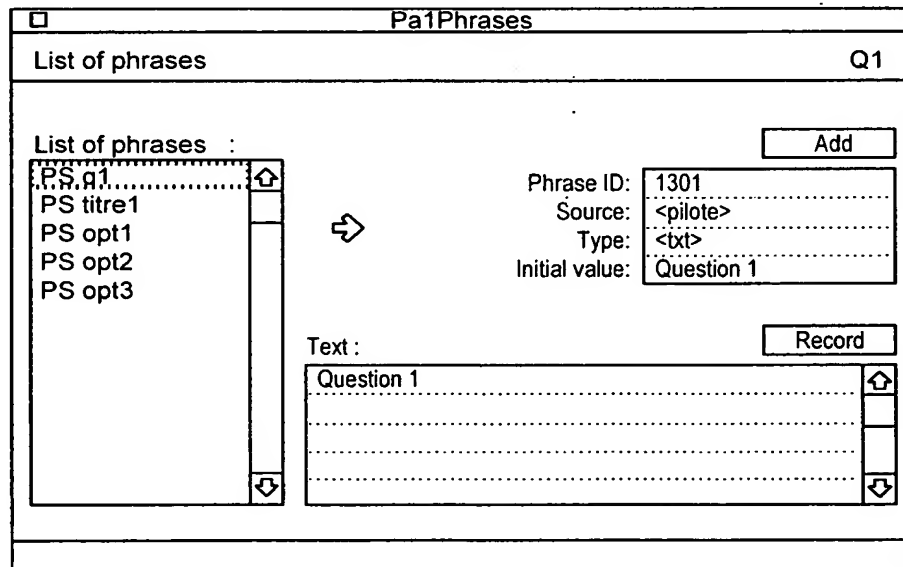 Pa1Phrases
List of phrases Q1
List of phrases :
PS q1
PS titre1
PS opt1
PS opt2
PS opt3
Add
Phrase ID: 1301
Source: <pilote>
Type: <txt>
Initial value: Question 1
Text : Record
Question 1